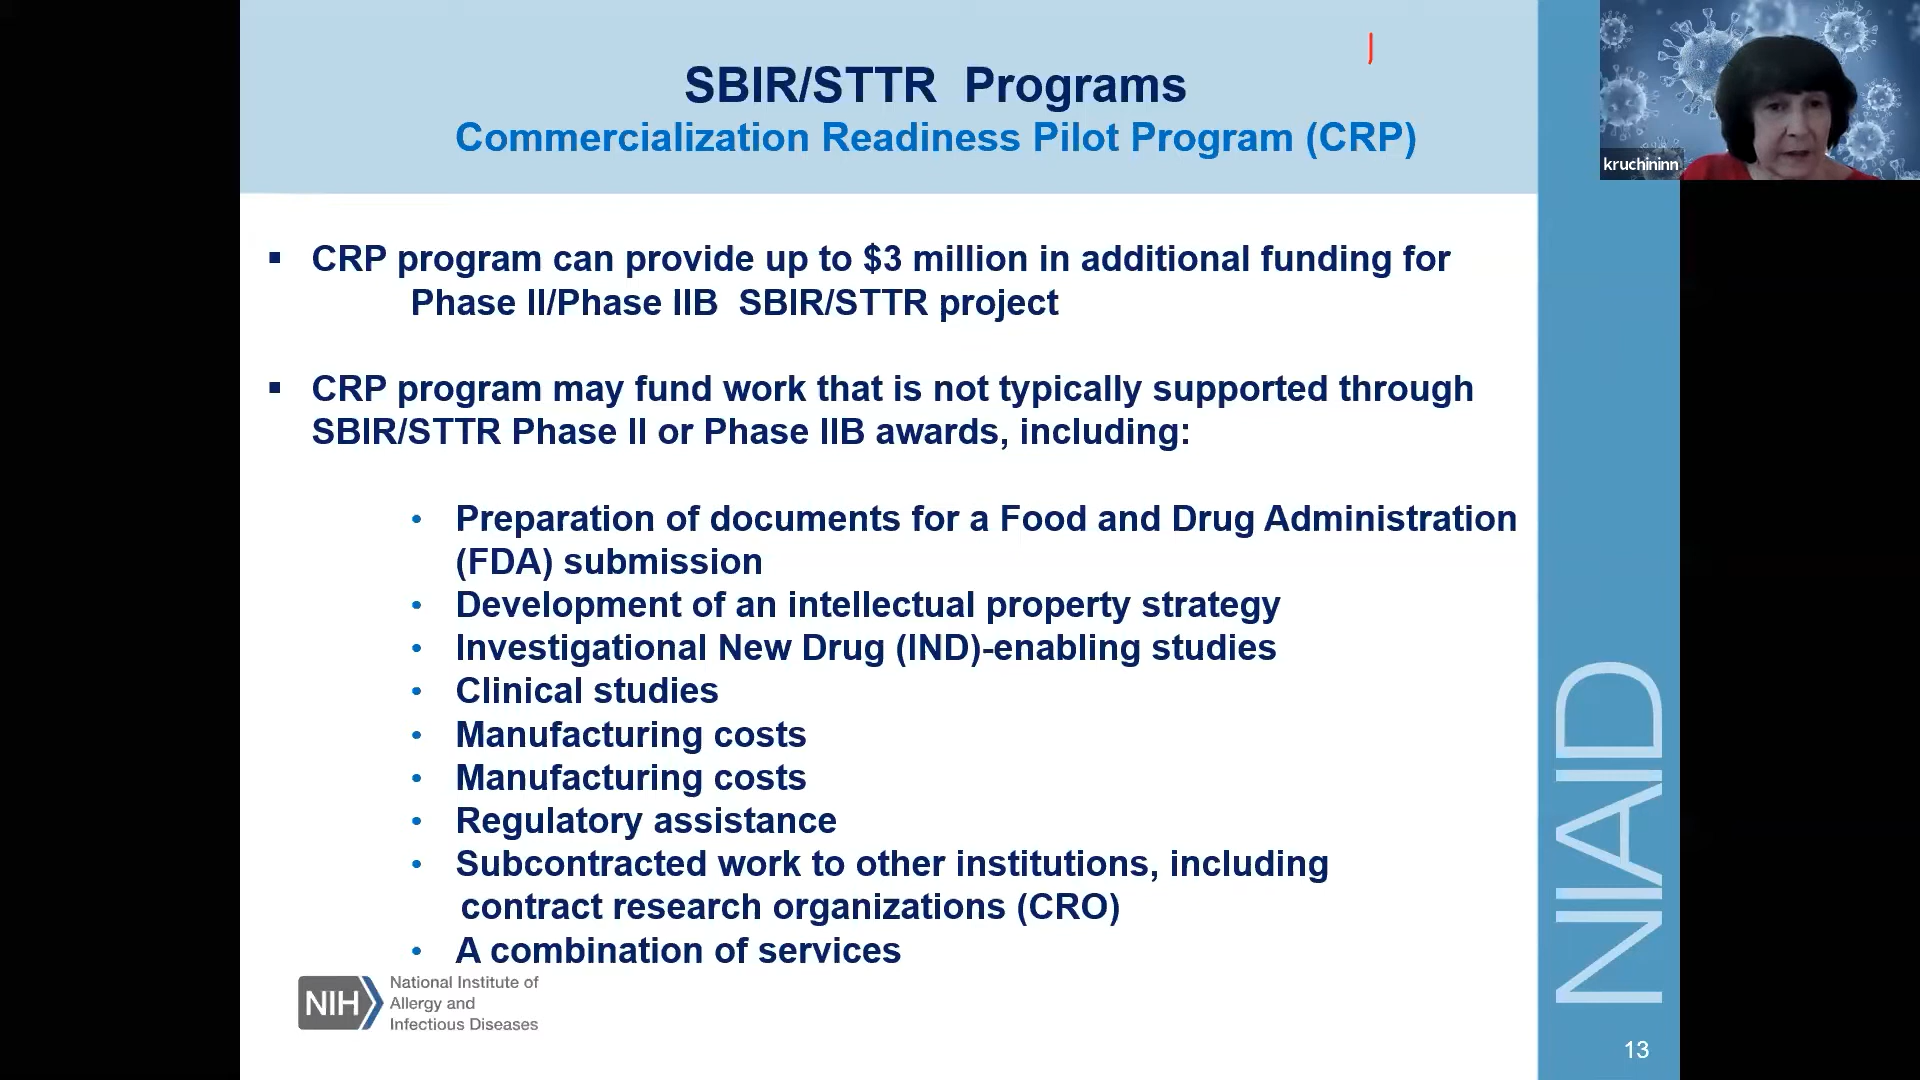 SBIR/STTR  Programs
Commercialization Readiness Pilot Program (CRP)
kruchininn
▪ CRP program can provide up to $3 million in additional funding for
Phase II/Phase IIB  SBIR/STTR project
▪ CRP program may fund work that is not typically supported through
SBIR/STTR Phase II or Phase IIB awards, including:
• Preparation of documents for a Food and Drug Administration
(FDA) submission
• Development of an intellectual property strategy
• Investigational New Drug (IND)-enabling studies
• Clinical studies
• Manufacturing costs
• Manufacturing costs
• Regulatory assistance
• Subcontracted work to other institutions, including
contract research organizations (CRO)
• A combination of services
NIH
National Institute of
Allergy and
Infectious Diseases
NIAID
13